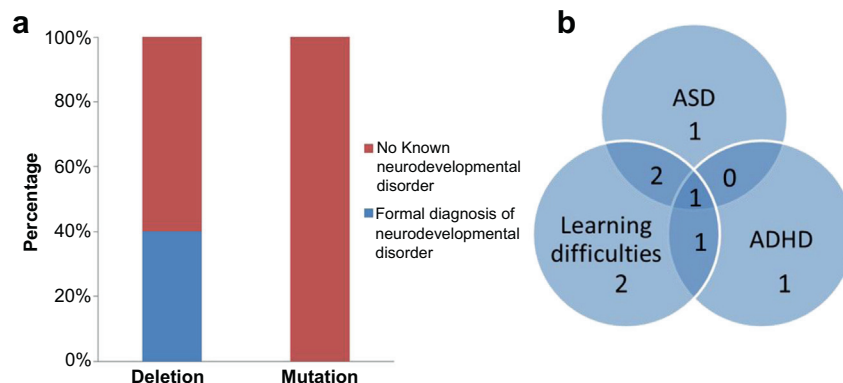 a
100%
80%
60%
40%
20%
0%
Percentage
Deletion
Mutation
No Known
neurodevelopmental
disorder
Formal diagnosis of
neurodevelopmental
disorder
b
ASD
1
2
0
1
Learning
difficulties
2
1
ADHD
1